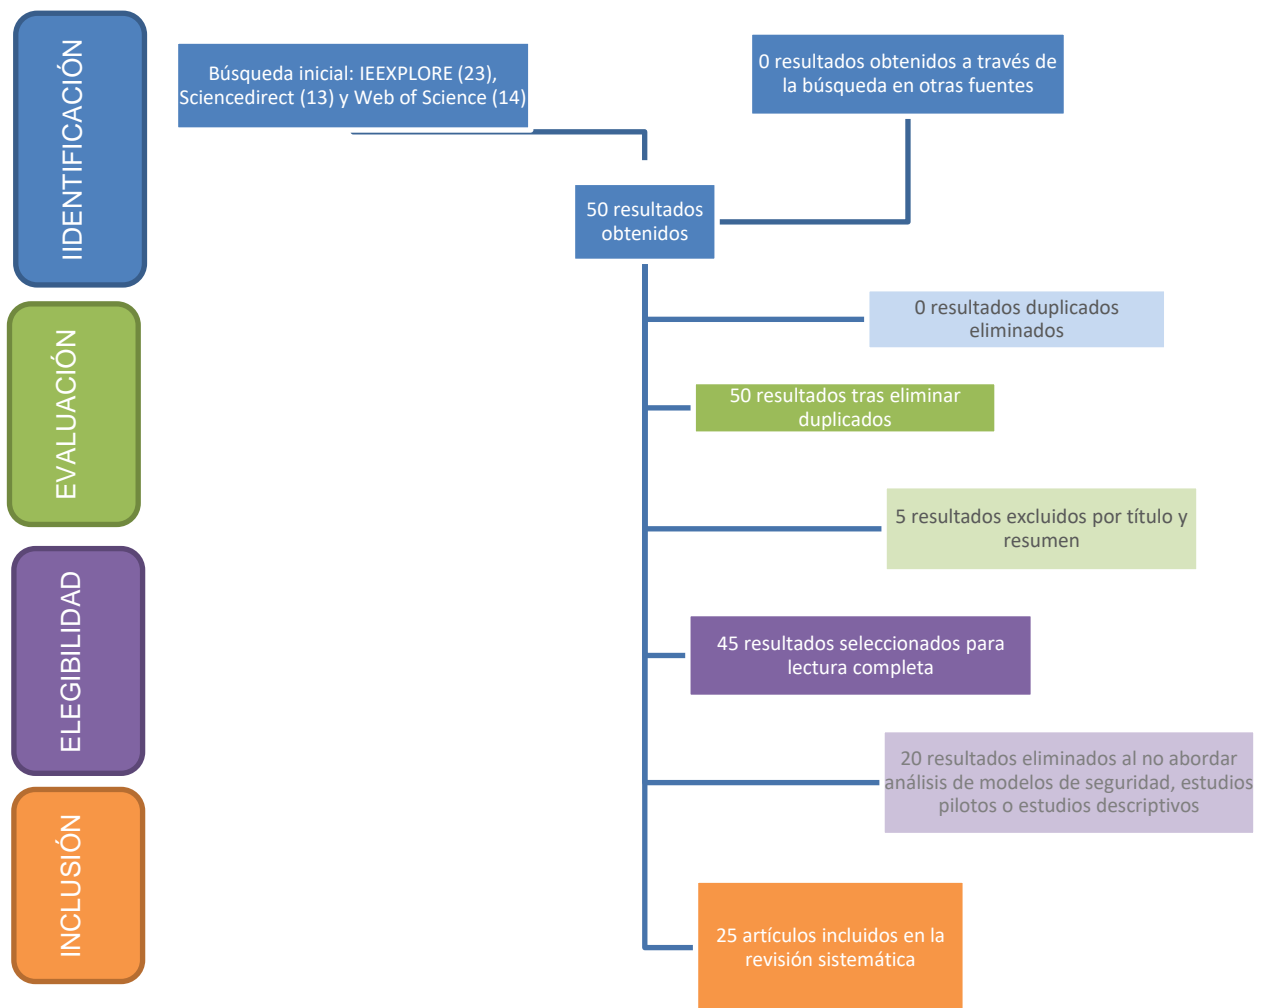 IIDENTIFICACIÓN
Búsqueda inicial: IEEXPLORE (23),
Sciencedirect (13) y Web of Science (14)
0 resultados obtenidos a través de
la búsqueda en otras fuentes
50 resultados
obtenidos
0 resultados duplicados
eliminados
EVALUACIÓN
50 resultados tras eliminar
duplicados
5 resultados excluidos por título y
resumen
ELEGIBILIDAD
45 resultados seleccionados para
lectura completa
20 resultados eliminados al no abordar
análisis de modelos de seguridad, estudios
pilotos o estudios descriptivos
INCLUSIÓN
25 artículos incluidos en la
revisión sistemática